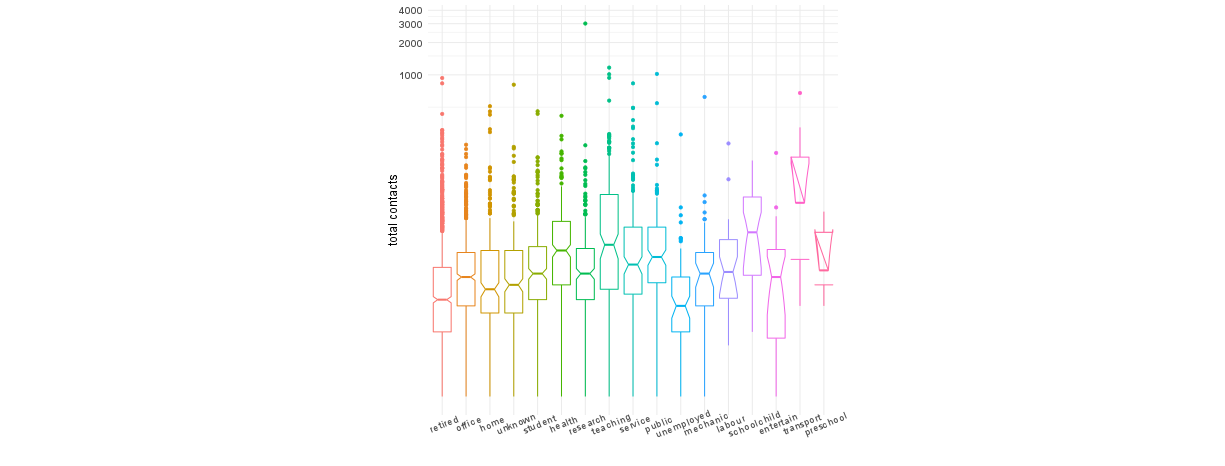 4000
3000
2000
1000
total contacts
retired
office
home
unknown
student
health
research
teaching
service
public
unemployed
mechanic
labour
schoolchild
entertain
transport
preschool